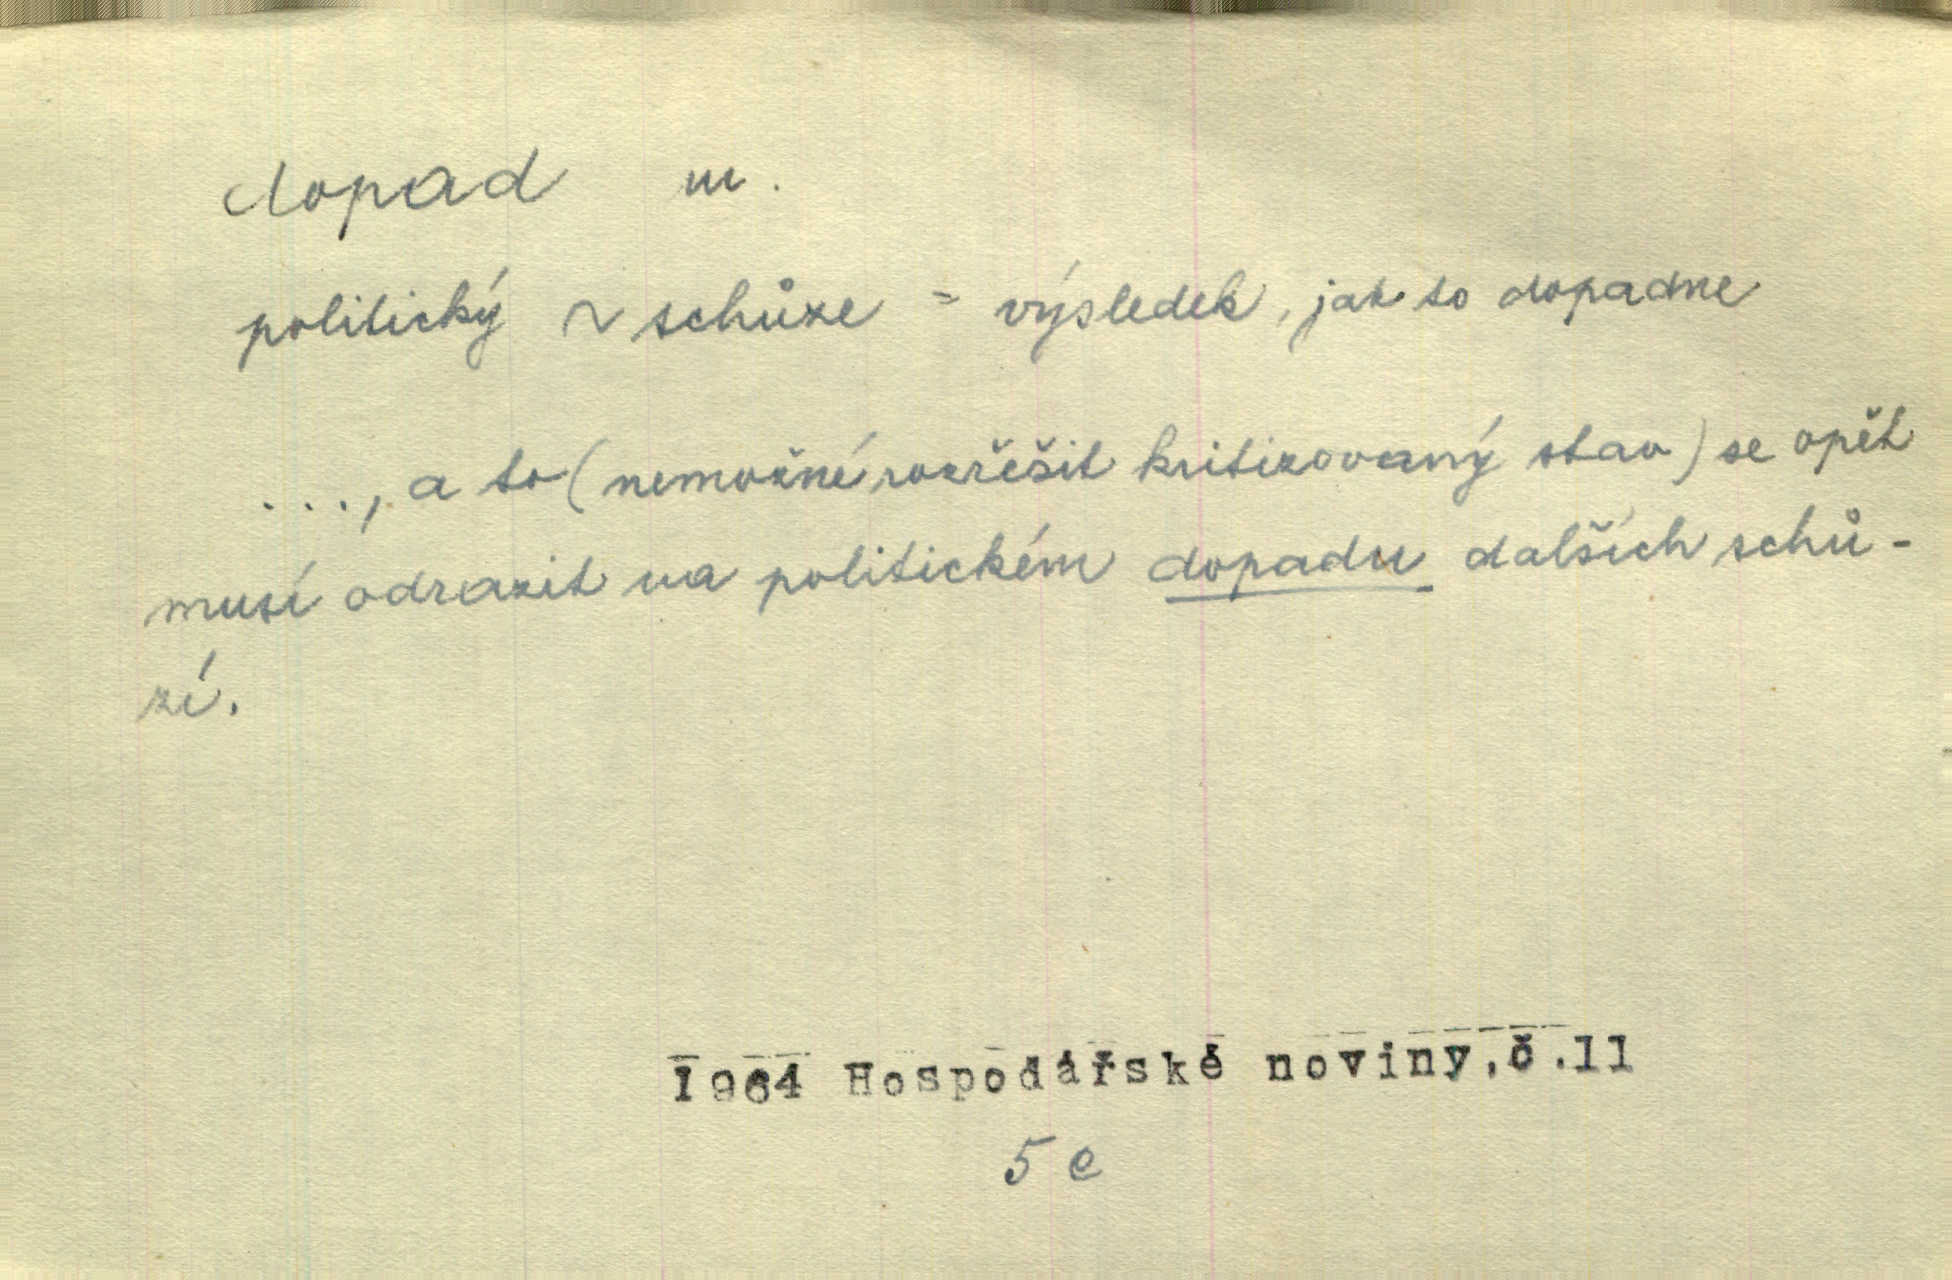 dopad m.
politický ~ schůze = výsledek, jak to dopadne
..., a to (nemožné rozřešit kritizovaný stav) se opět
musí odrazit na politickém dopadu dalších schů-
zí.
1964 Hospodářské noviny,č.11
5 e